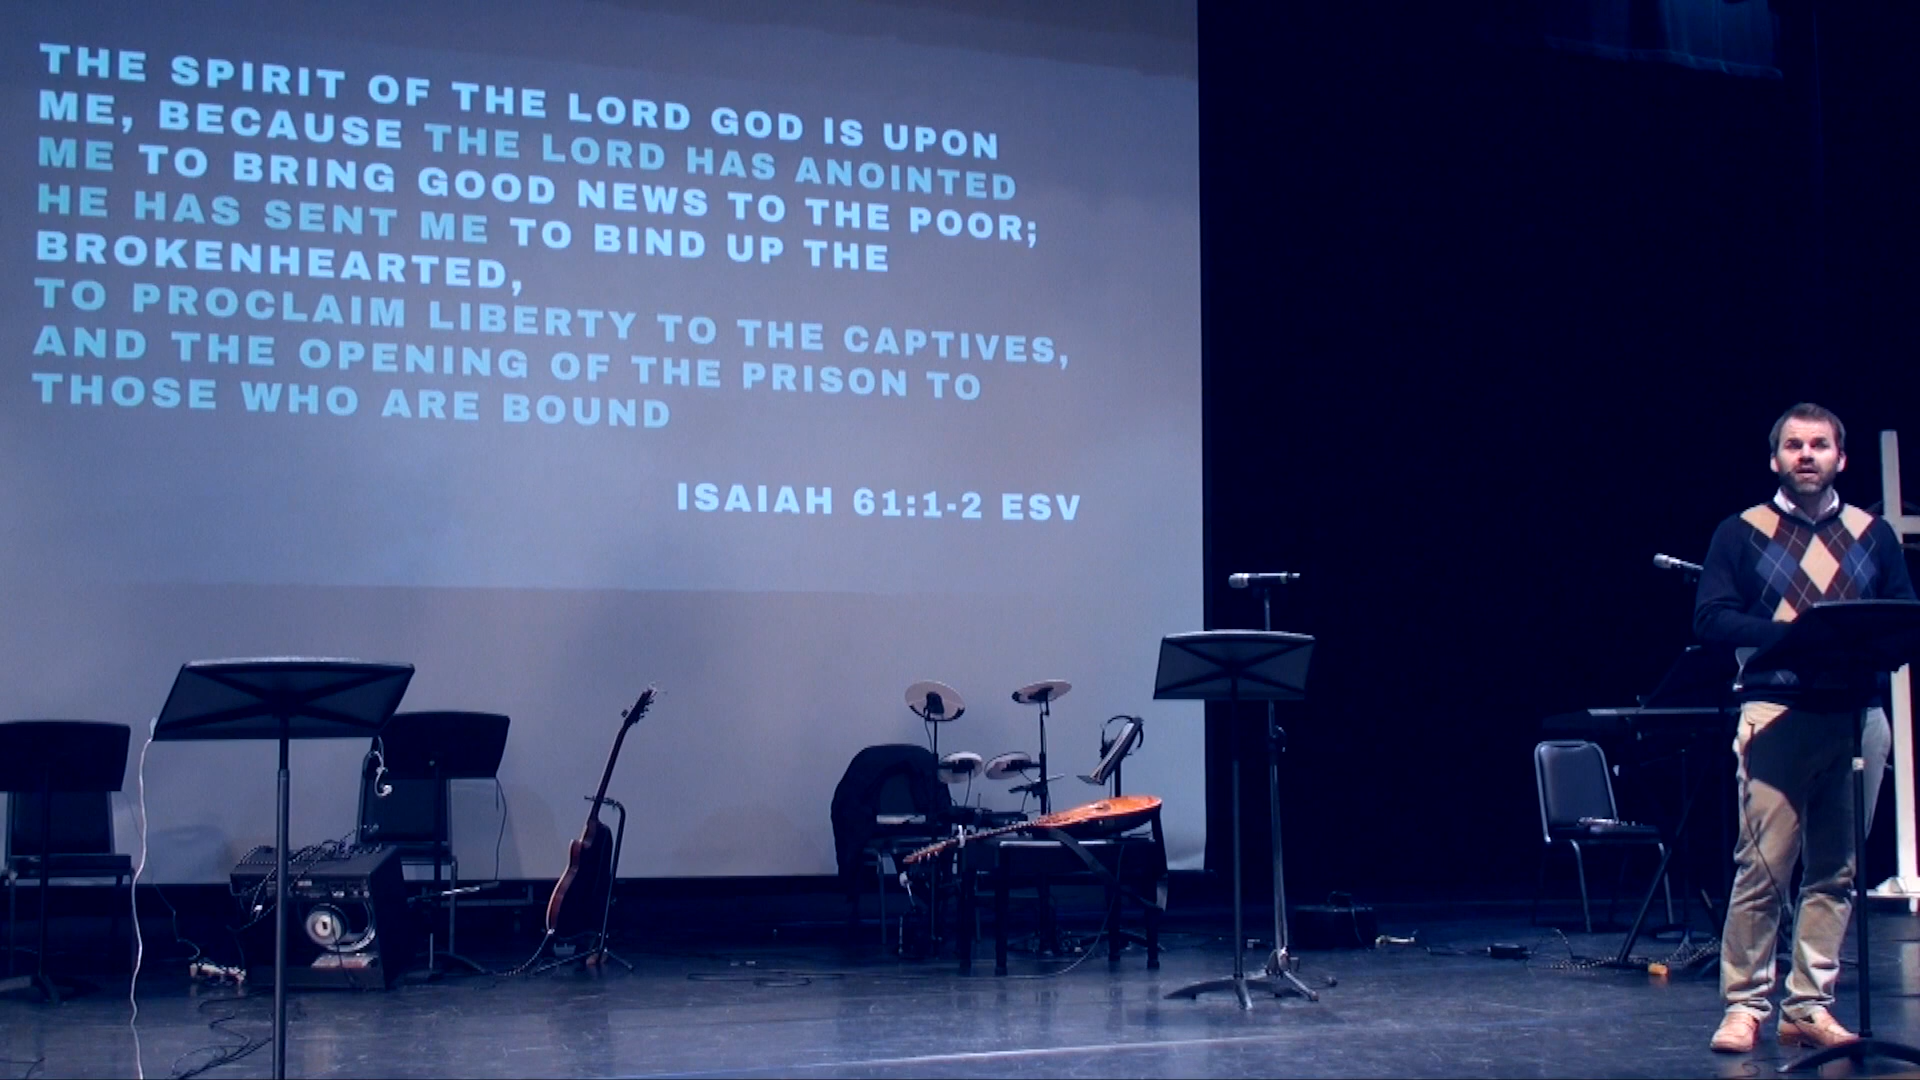 THE SPIRIT OF THE LORD GOD IS UPON
ME, BECAUSE THE LORD HAS ANOINTED
ME TO BRING GOOD NEWS TO THE POOR;
HE HAS SENT ME TO BIND UP THE
BROKENHEARTED,
TO PROCLAIM LIBERTY TO THE CAPTIVES,
AND THE OPENING OF THE PRISON TO
THOSE WHO ARE BOUND
ISAIAH 61:1-2 ESV